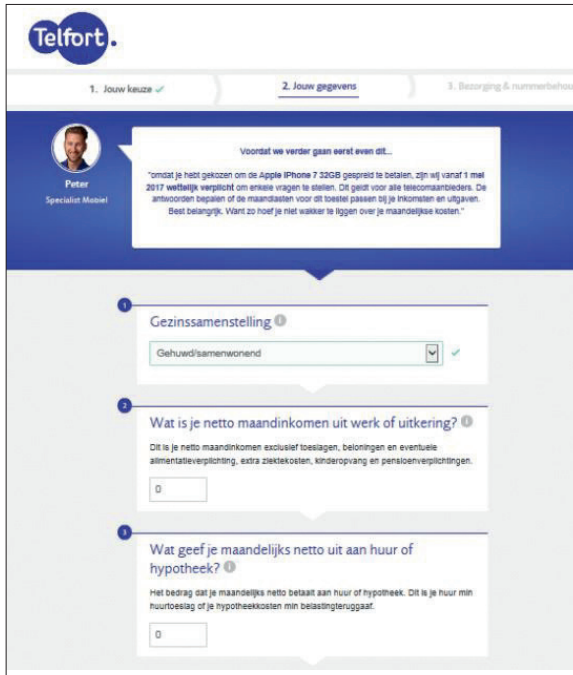 Telfort.
1. Jouw keuze ✓
2. Jouw gegevens
3. Bezorging & nummerbehou
Peter
Specialist Mobiel
Voordat we verder gaan eerst even dit...
"omdat je hebt gekozen om de Apple iPhone 7 32GB gespreid te betalen, zijn wij vanaf 1 mei
2017 wettelijk verplicht om enkele vragen te stellen. Dit geldt voor alle telecomaanbieders. De
antwoorden bepalen of de maandlasten voor dit toestel passen bij je inkomsten en uitgaven.
Best belangrijk. Want zo hoef je niet wakker te liggen over je maandelijkse kosten."
1
Gezinssamenstelling i
Gehuwd/samenwonend
2
Wat is je netto maandinkomen uit werk of uitkering? i
Dit is je netto maandinkomen exclusief toeslagen, beloningen en eventuele
alimentatieverplichting, extra ziektekosten, kinderopvang en pensioenverplichtingen.
0
3
Wat geef je maandelijks netto uit aan huur of
hypotheek? i
Het bedrag dat je maandelijks netto betaalt aan huur of hypotheek. Dit is je huur min
huurtoeslag of je hypotheekkosten min belastingteruggaaf.
0